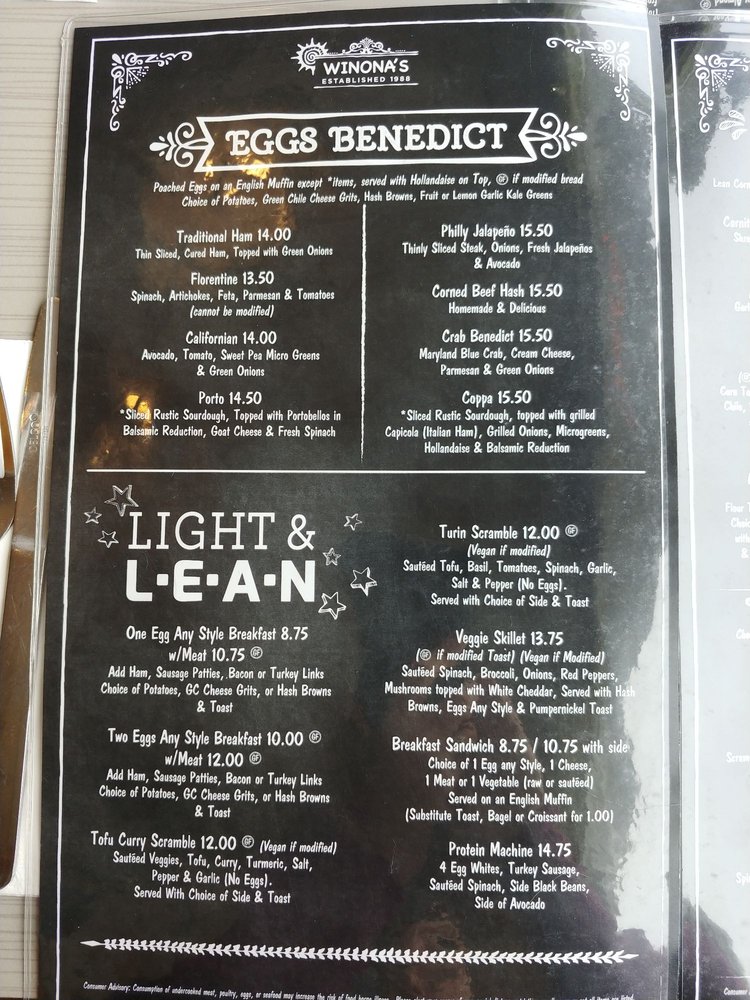 WINONA'S
ESTABLISHED 1988
EGGS BENEDICT
Poached Eggs on an English Muffin except *items, served with Hollandaise on Top, GF if modified bread
Choice of Potatoes, Green Chile Cheese Grits, Hash Browns, Fruit or Lemon Garlic Kale Greens
Traditional Ham 14.00
Thin Sliced, Cured Ham, Topped with Green Onions
Florentine 13.50
Spinach, Artichokes, Feta, Parmesan & Tomatoes
(cannot be modified)
Californian 14.00
Avocado, Tomato, Sweet Pea Micro Greens
& Green Onions
Porto 14.50
*Sliced Rustic Sourdough, Topped with Portobellos in
Balsamic Reduction, Goat Cheese & Fresh Spinach
Philly Jalapeño 15.50
Thinly Sliced Steak, Onions, Fresh Jalapeños
& Avocado
Corned Beef Hash 15.50
Homemade & Delicious
Crab Benedict 15.50
Maryland Blue Crab, Cream Cheese,
Parmesan & Green Onions
Coppa 15.50
*Sliced Rustic Sourdough, topped with grilled
Capicola (Italian Ham), Grilled Onions, Microgreens,
Hollandaise & Balsamic Reduction
LIGHT &
L•E•A•N
One Egg Any Style Breakfast 8.75
w/Meat 10.75 GF
Add Ham, Sausage Patties, Bacon or Turkey Links
Choice of Potatoes, GC Cheese Grits, or Hash Browns
& Toast
Two Eggs Any Style Breakfast 10.00 GF
w/Meat 12.00 GF
Add Ham, Sausage Patties, Bacon or Turkey Links
Choice of Potatoes, GC Cheese Grits, or Hash Browns
& Toast
Tofu Curry Scramble 12.00 GF (Vegan if modified)
Sautéed Veggies, Tofu, Curry, Turmeric, Salt,
Pepper & Garlic (No Eggs).
Served With Choice of Side & Toast
Turin Scramble 12.00 GF
(Vegan if modified)
Sautéed Tofu, Basil, Tomatoes, Spinach, Garlic,
Salt & Pepper (No Eggs).
Served with Choice of Side & Toast
Veggie Skillet 13.75
(GF if modified Toast) (Vegan if Modified)
Sautéed Spinach, Broccoli, Onions, Red Peppers,
Mushrooms topped with White Cheddar, Served with Hash
Browns, Eggs Any Style & Pumpernickel Toast
Breakfast Sandwich 8.75 / 10.75 with side
Choice of 1 Egg any Style, 1 Cheese,
1 Meat or 1 Vegetable (raw or sautéed)
Served on an English Muffin
(Substitute Toast, Bagel or Croissant for 1.00)
Protein Machine 14.75
4 Egg Whites, Turkey Sausage,
Sautéed Spinach, Side Black Beans,
Side of Avocado
Consumer Advisory: Consumption of undercooked meat, poultry, eggs, or seafood may increase the risk of food borne illness.